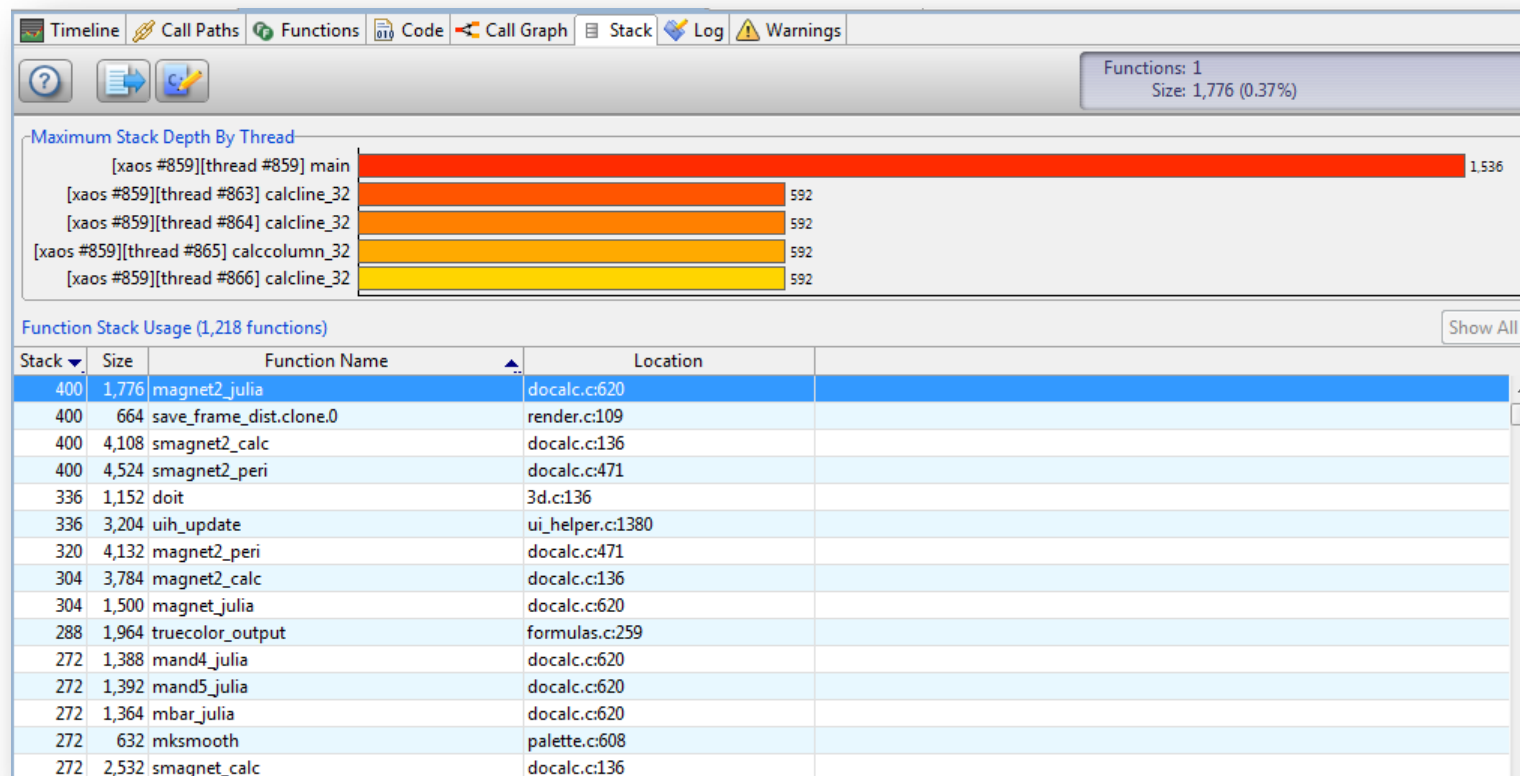 Timeline Call Paths Functions Code Call Graph Stack Log Warnings
Functions: 1
Size: 1,776 (0.37%)
Maximum Stack Depth By Thread
[xaos #859][thread #859] main 1,536
[xaos #859][thread #863] calcline_32 592
[xaos #859][thread #864] calcline_32 592
[xaos #859][thread #865] calccolumn_32 592
[xaos #859][thread #866] calcline_32 592
Function Stack Usage (1,218 functions) Show All
Stack Size Function Name Location
400 1,776 magnet2_julia docalc.c:620
400 664 save_frame_dist.clone.0 render.c:109
400 4,108 smagnet2_calc docalc.c:136
400 4,524 smagnet2_peri docalc.c:471
336 1,152 doit 3d.c:136
336 3,204 uih_update ui_helper.c:1380
320 4,132 magnet2_peri docalc.c:471
304 3,784 magnet2_calc docalc.c:136
304 1,500 magnet_julia docalc.c:620
288 1,964 truecolor_output formulas.c:259
272 1,388 mand4_julia docalc.c:620
272 1,392 mand5_julia docalc.c:620
272 1,364 mbar_julia docalc.c:620
272 632 mksmooth palette.c:608
272 2,532 smagnet_calc docalc.c:136